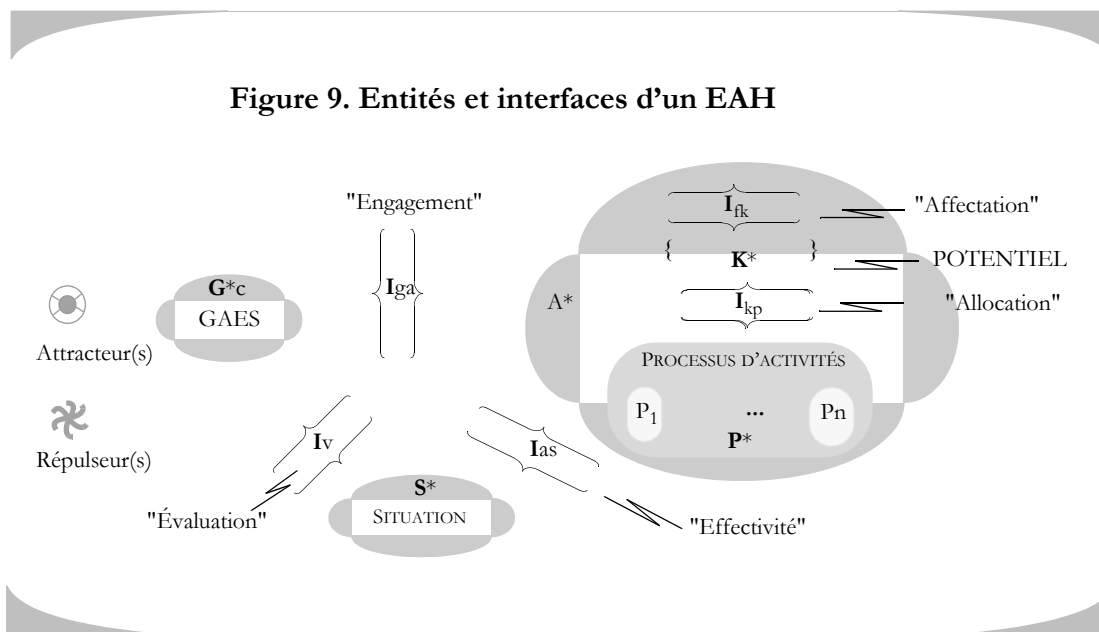 Figure 9. Entités et interfaces d’un EAH
"Engagement"
Ifk
"Affectation"
{ K* }
POTENTIEL
G*c
Iga
A*
Ikp
"Allocation"
GAES
Attracteur(s)
PROCESSUS D’ACTIVITÉS
P1 ... Pn
P*
Iv
Ias
Répulseur(s)
S*
SITUATION
"Évaluation"
"Effectivité"